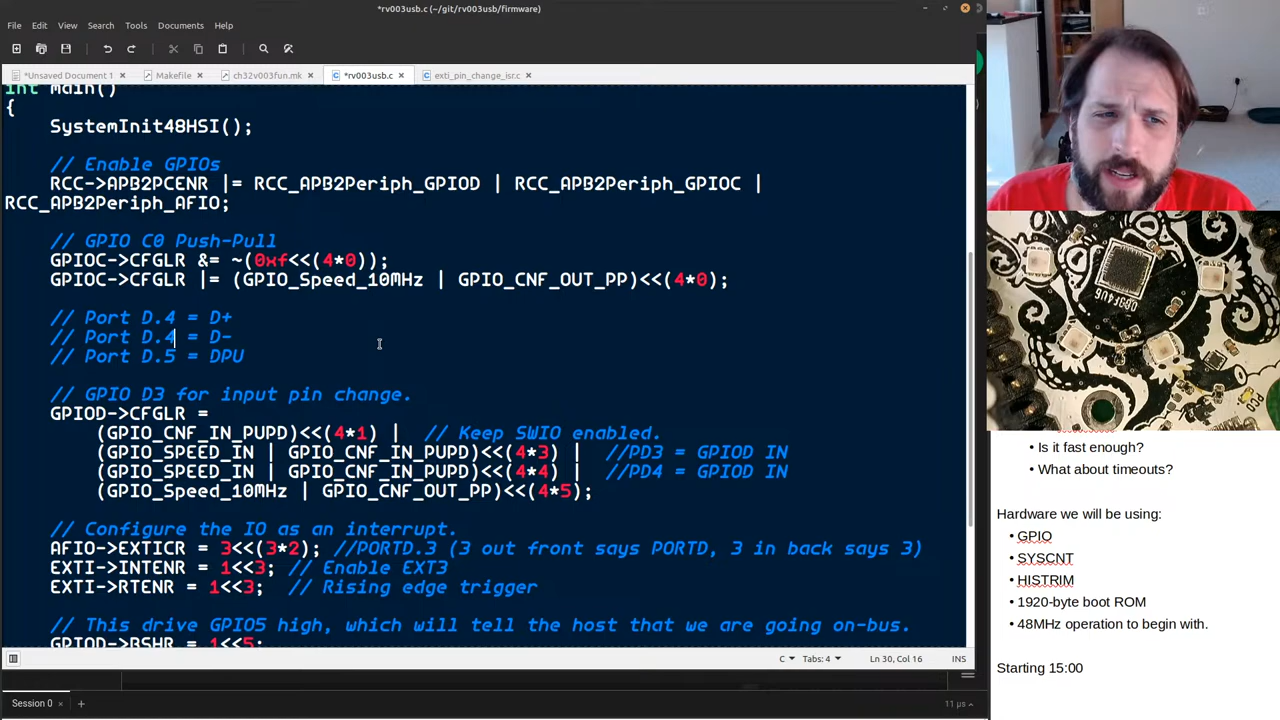 *rv003usb.c (~/git/rv003usb/firmware)
File Edit View Search Tools Documents Help
*Unsaved Document 1 Makefile ch32v003fun.mk *rv003usb.c exti_pin_change_isr.c
int main()
{
SystemInit48HSI();
// Enable GPIOs
RCC->APB2PCENR |= RCC_APB2Periph_GPIOD | RCC_APB2Periph_GPIOC |
RCC_APB2Periph_AFIO;
// GPIO C0 Push-Pull
GPIOC->CFGLR &= ~(0xf<<(4*0));
GPIOC->CFGLR |= (GPIO_Speed_10MHz | GPIO_CNF_OUT_PP)<<(4*0);
// Port D.4 = D+
// Port D.4 = D-
// Port D.5 = DPU
// GPIO D3 for input pin change.
GPIOD->CFGLR =
(GPIO_CNF_IN_PUPD)<<(4*1) | // Keep SWIO enabled.
(GPIO_SPEED_IN | GPIO_CNF_IN_PUPD)<<(4*3) | //PD3 = GPIOD IN
(GPIO_SPEED_IN | GPIO_CNF_IN_PUPD)<<(4*4) | //PD4 = GPIOD IN
(GPIO_Speed_10MHz | GPIO_CNF_OUT_PP)<<(4*5);
// Configure the IO as an interrupt.
AFIO->EXTICR = 3<<(3*2); //PORTD.3 (3 out front says PORTD, 3 in back says 3)
EXTI->INTENR = 1<<3; // Enable EXT3
EXTI->RTENR = 1<<3; // Rising edge trigger
// This drive GPIO5 high, which will tell the host that we are going on-bus.
GPIOD->BSHR = 1<<5;
C Tabs: 4 Ln 30, Col 16 INS
Session 0
11 µs
• Is it fast enough?
• What about timeouts?
Hardware we will be using:
• GPIO
• SYSCNT
• HISTRIM
• 1920-byte boot ROM
• 48MHz operation to begin with.
Starting 15:00